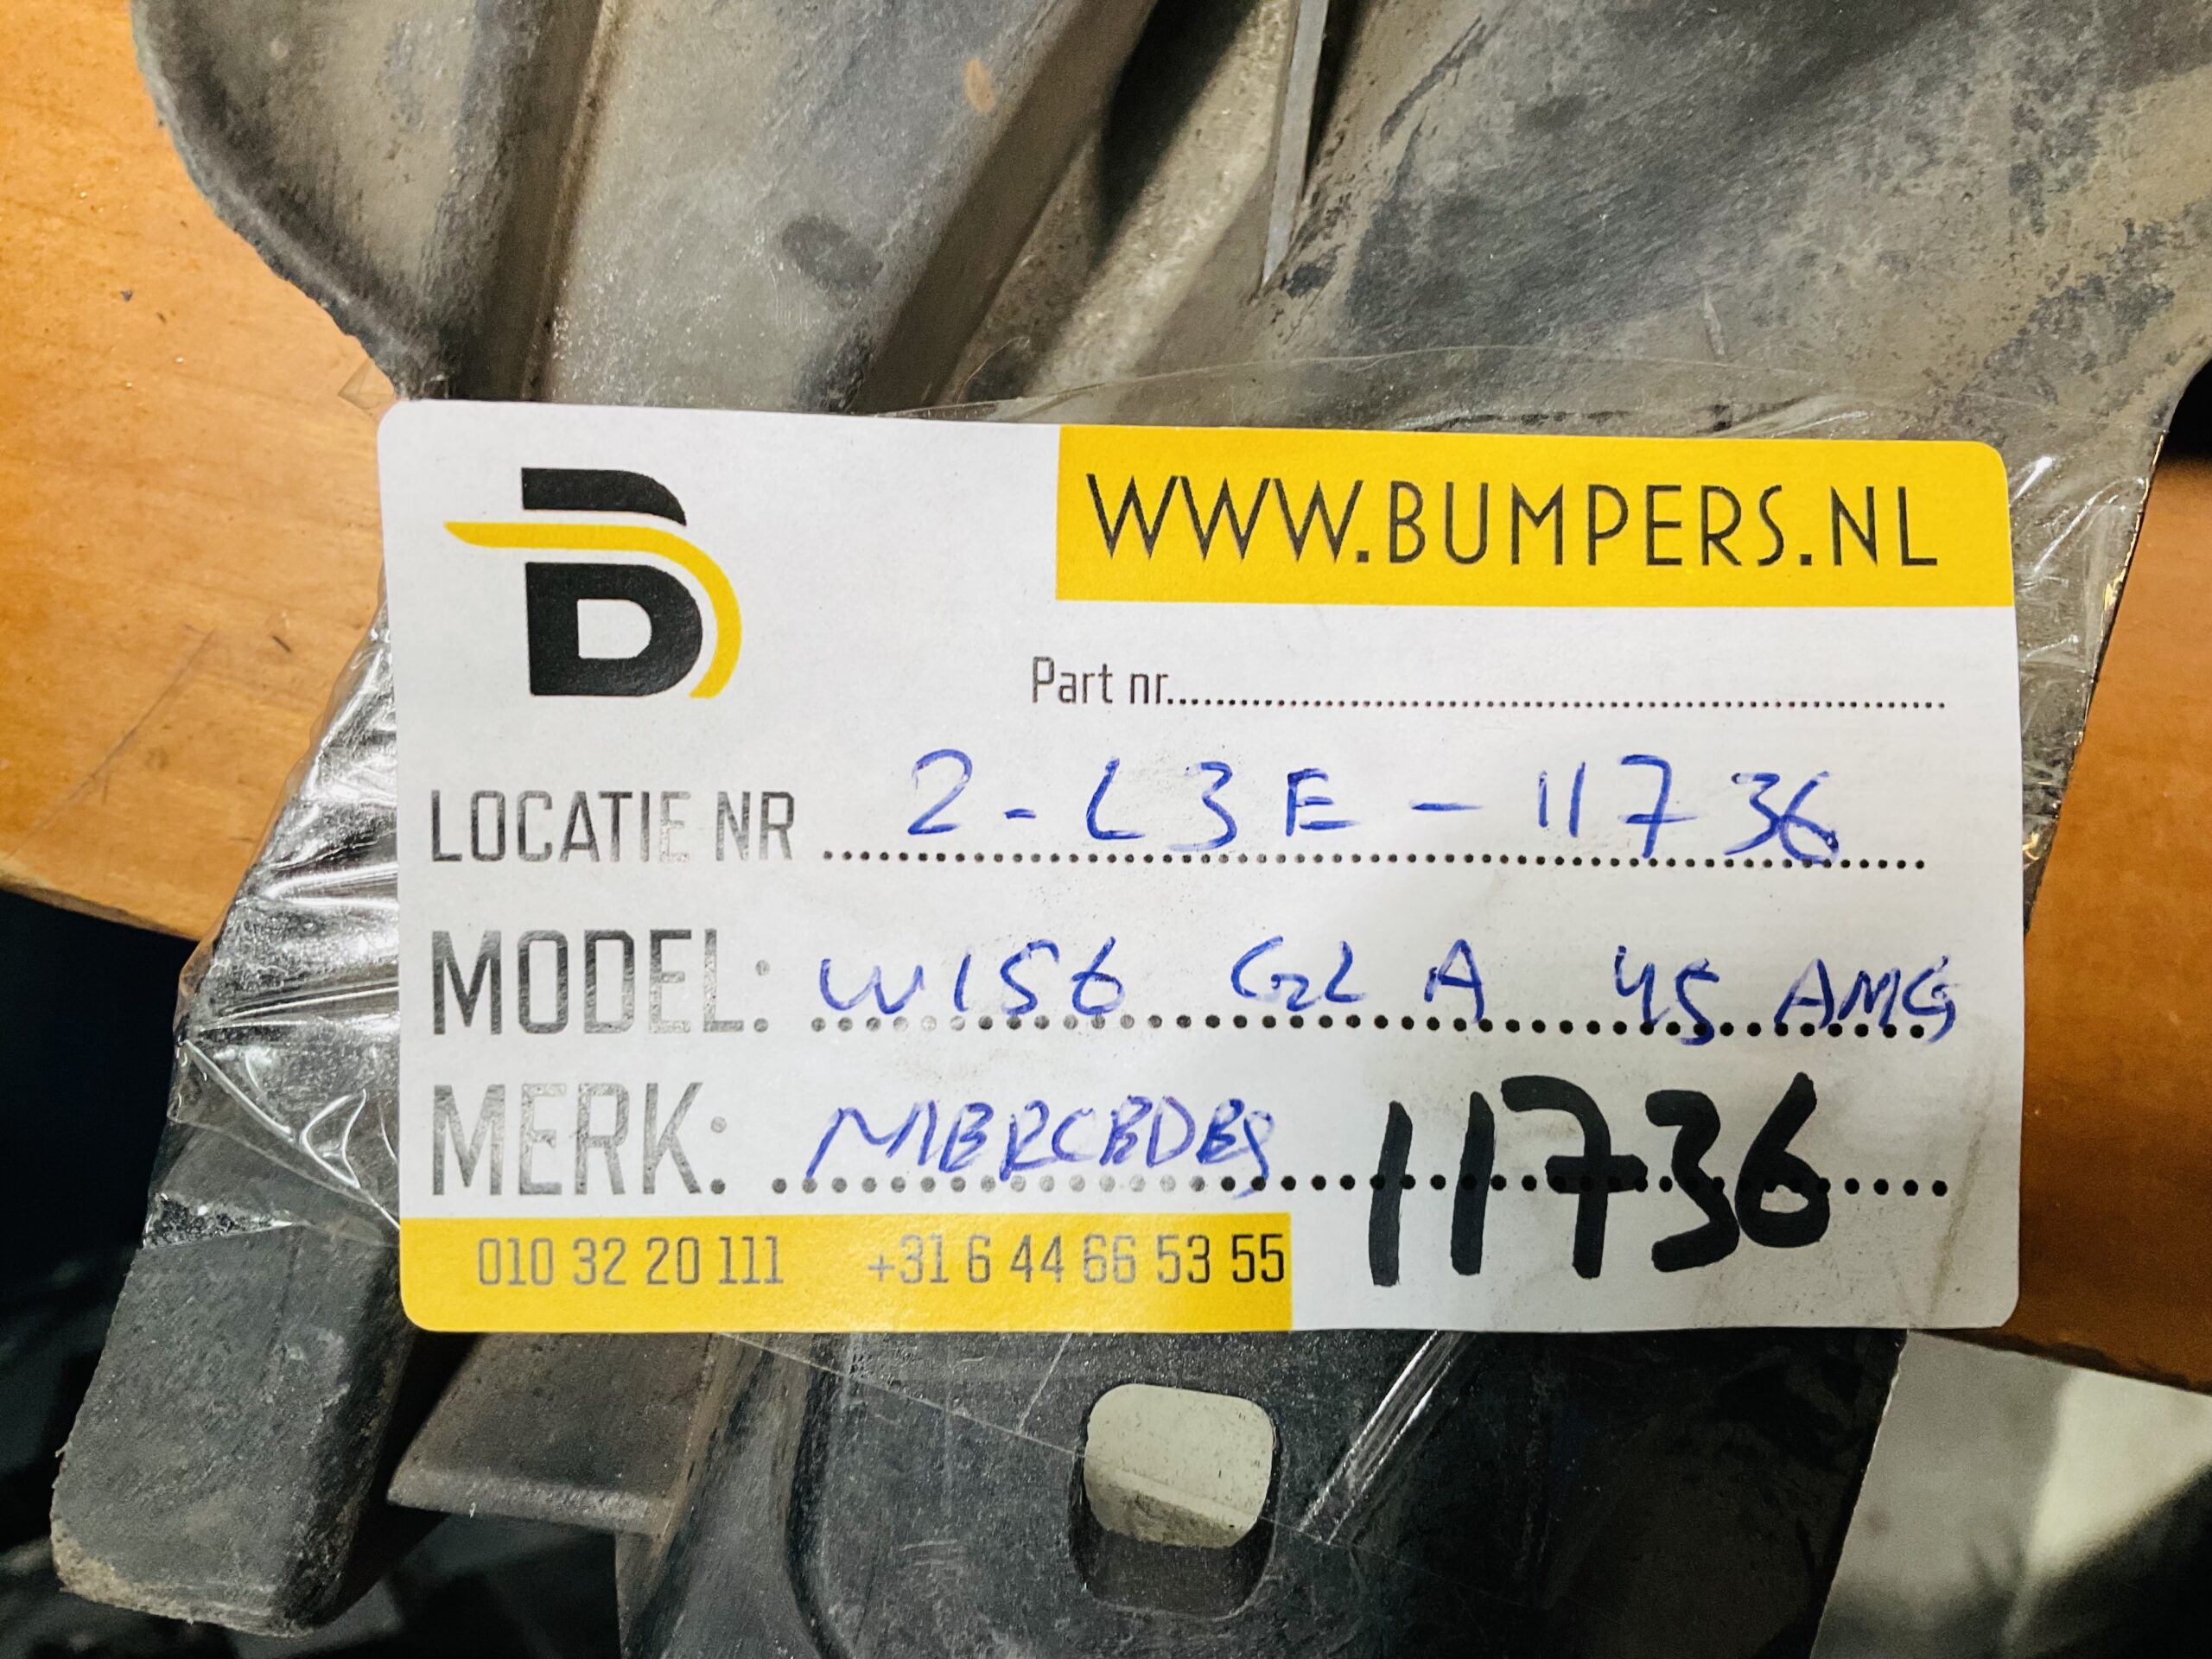 B
WWW.BUMPERS.NL
Part nr.
LOCATIE NR 2-L3E-11736
MODEL: W156 GLA 45 AMG
MERK: MERCEDES 11736
010 32 20 111 +31 6 44 66 53 55